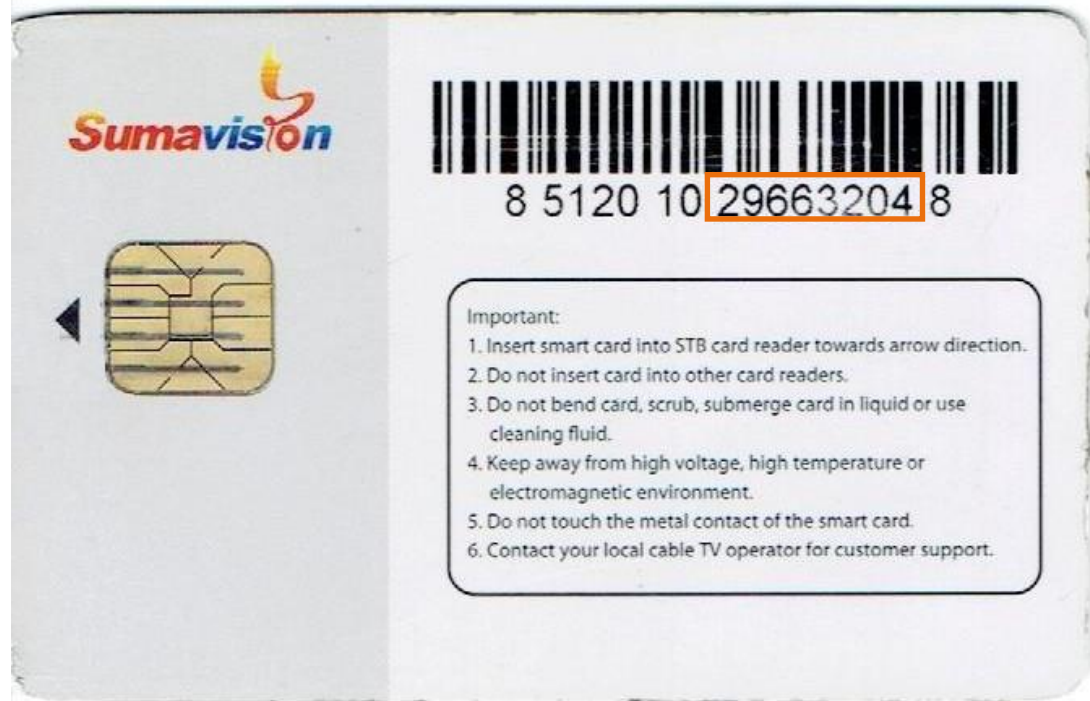 Sumavision
8 5120 10 29663204 8
Important:
1. Insert smart card into STB card reader towards arrow direction.
2. Do not insert card into other card readers.
3. Do not bend card, scrub, submerge card in liquid or use
cleaning fluid.
4. Keep away from high voltage, high temperature or
electromagnetic environment.
5. Do not touch the metal contact of the smart card.
6. Contact your local cable TV operator for customer support.